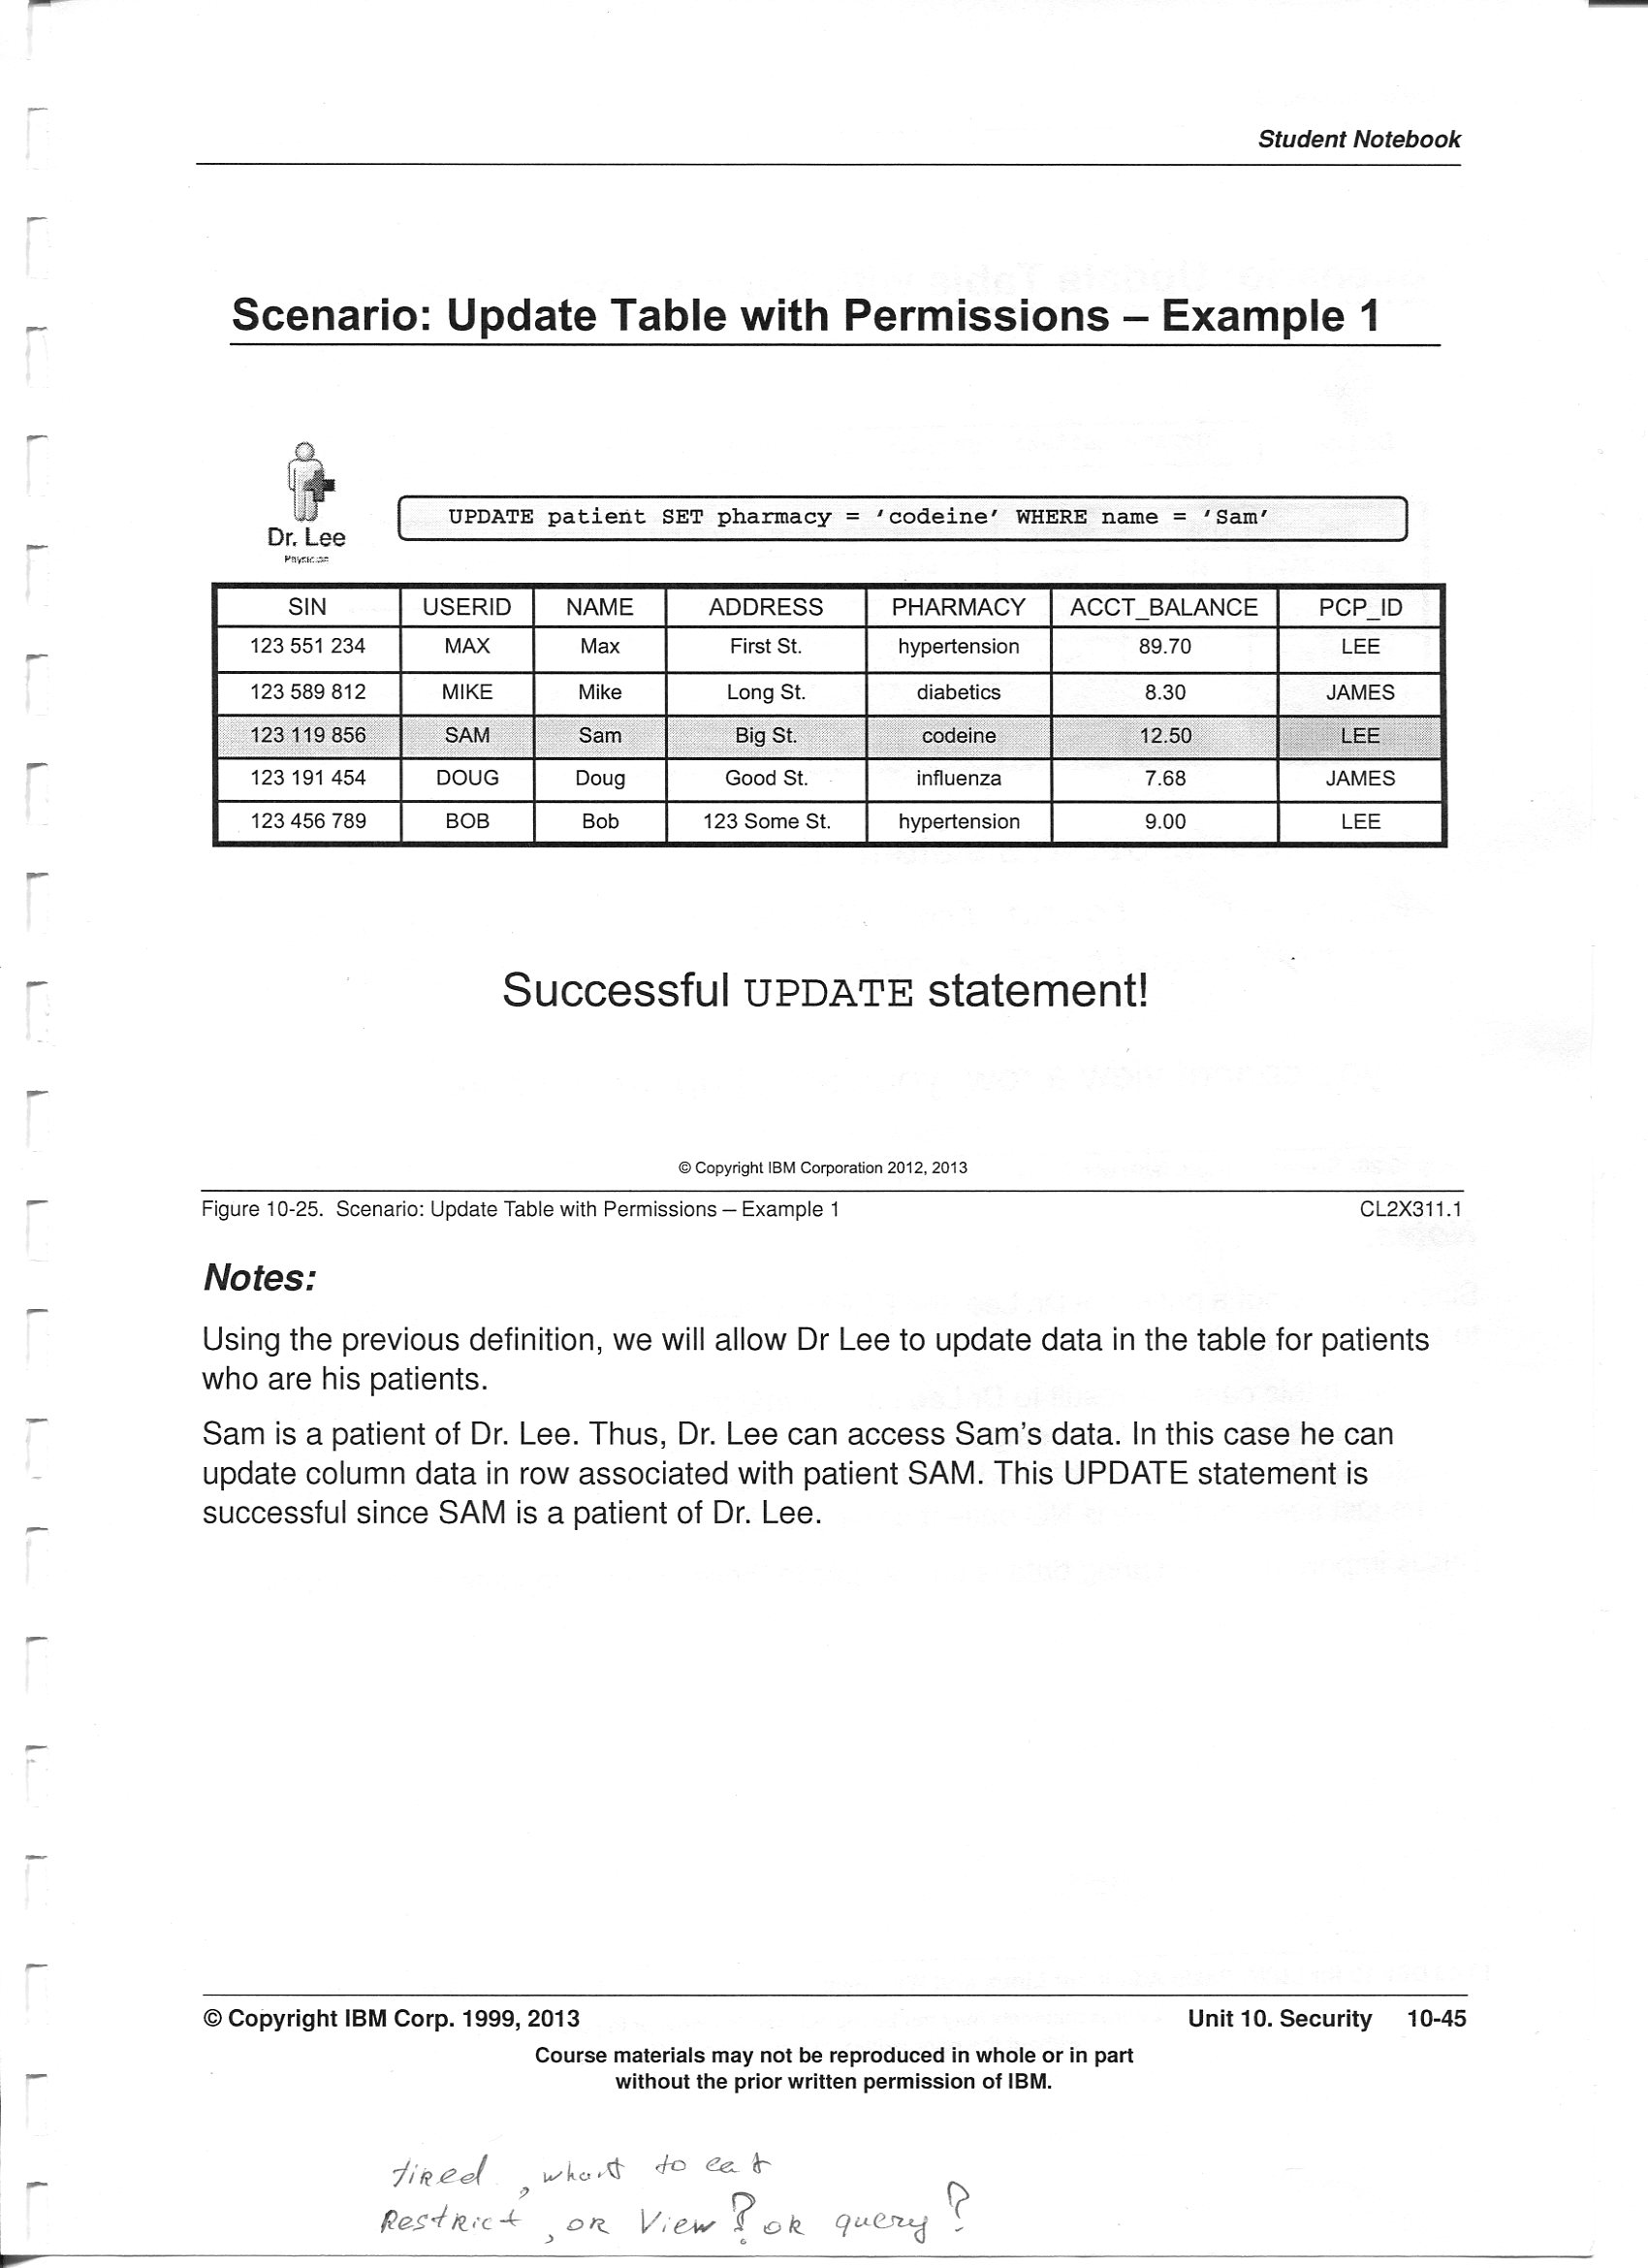 Student Notebook
Scenario: Update Table with Permissions – Example 1
Dr. Lee
Physician
UPDATE patient SET pharmacy = 'codeine' WHERE name = 'Sam'
SIN USERID NAME ADDRESS PHARMACY ACCT_BALANCE PCP_ID
123 551 234 MAX Max First St. hypertension 89.70 LEE
123 589 812 MIKE Mike Long St. diabetics 8.30 JAMES
123 119 856 SAM Sam Big St. codeine 12.50 LEE
123 191 454 DOUG Doug Good St. influenza 7.68 JAMES
123 456 789 BOB Bob 123 Some St. hypertension 9.00 LEE
Successful UPDATE statement!
© Copyright IBM Corporation 2012, 2013
Figure 10-25. Scenario: Update Table with Permissions – Example 1 CL2X311.1
Notes:
Using the previous definition, we will allow Dr Lee to update data in the table for patients
who are his patients.
Sam is a patient of Dr. Lee. Thus, Dr. Lee can access Sam's data. In this case he can
update column data in row associated with patient SAM. This UPDATE statement is
successful since SAM is a patient of Dr. Lee.
© Copyright IBM Corp. 1999, 2013 Unit 10. Security 10-45
Course materials may not be reproduced in whole or in part
without the prior written permission of IBM.
tired, to eat
Restrict, or View? or query?